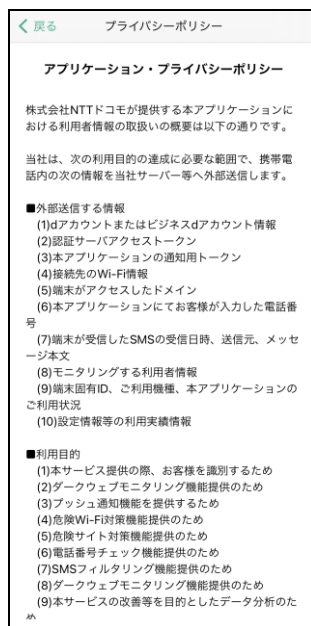 戻る プライバシーポリシー
アプリケーション・プライバシーポリシー
株式会社NTTドコモが提供する本アプリケーションに
おける利用者情報の取扱いの概要は以下の通りです。
当社は、次の利用目的の達成に必要な範囲で、携帯電
話内の次の情報を当社サーバー等へ外部送信します。
■外部送信する情報
(1)dアカウントまたはビジネスdアカウント情報
(2)認証サーバアクセストークン
(3)本アプリケーションの通知用トークン
(4)接続先のWi-Fi情報
(5)端末がアクセスしたドメイン
(6)本アプリケーションにてお客様が入力した電話番
号
(7)端末が受信したSMSの受信日時、送信元、メッセ
ージ本文
(8)モニタリングする利用者情報
(9)端末固有ID、ご利用機種、本アプリケーションの
ご利用状況
(10)設定情報等の利用実績情報
■利用目的
(1)本サービス提供の際、お客様を識別するため
(2)ダークウェブモニタリング機能提供のため
(3)プッシュ通知機能を提供するため
(4)危険Wi-Fi対策機能提供のため
(5)危険サイト対策機能提供のため
(6)電話番号チェック機能提供のため
(7)SMSフィルタリング機能提供のため
(8)ダークウェブモニタリング機能提供のため
(9)本サービスの改善等を目的としたデータ分析のた
め